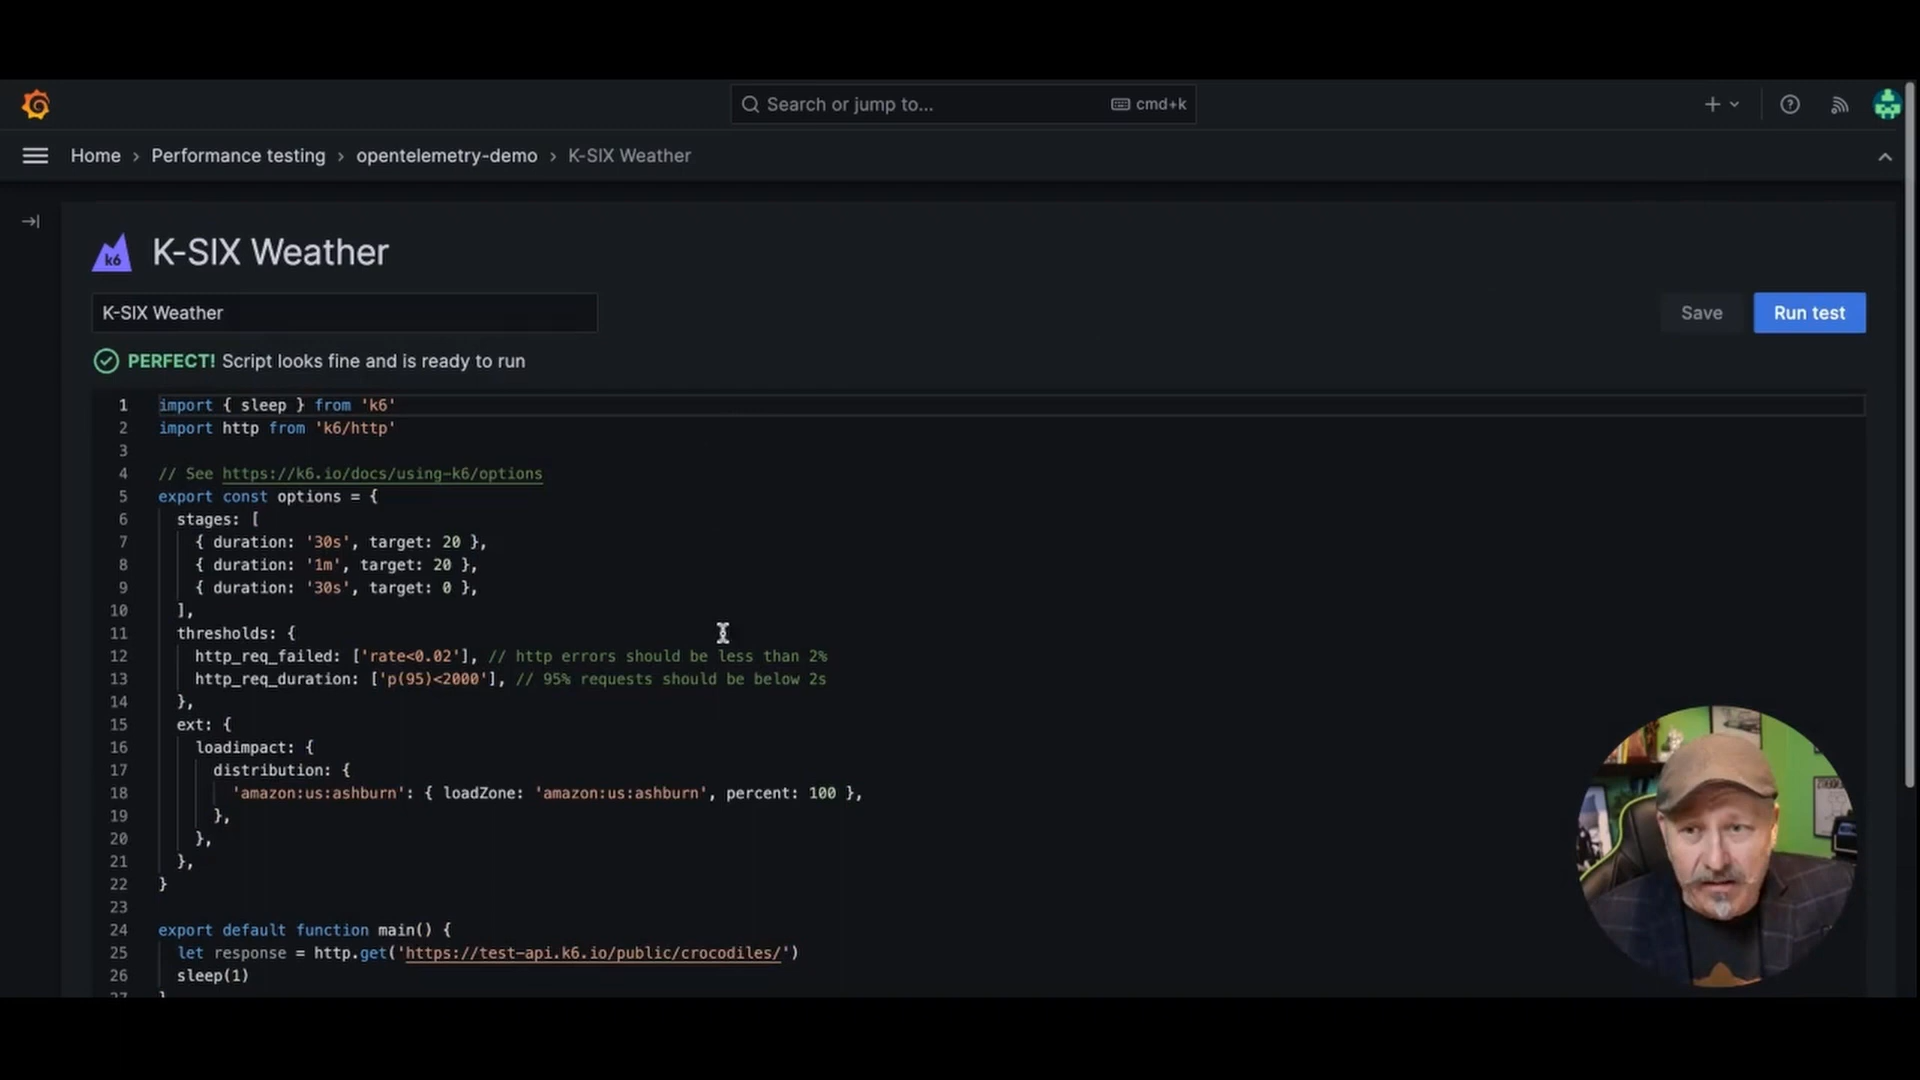 Search or jump to... cmd+k
Home › Performance testing › opentelemetry-demo › K-SIX Weather
k6 K-SIX Weather
K-SIX Weather
Save Run test
PERFECT! Script looks fine and is ready to run
1 import { sleep } from 'k6'
2 import http from 'k6/http'
3
4 // See https://k6.io/docs/using-k6/options
5 export const options = {
6 stages: [
7 { duration: '30s', target: 20 },
8 { duration: '1m', target: 20 },
9 { duration: '30s', target: 0 },
10 ],
11 thresholds: {
12 http_req_failed: ['rate<0.02'], // http errors should be less than 2%
13 http_req_duration: ['p(95)<2000'], // 95% requests should be below 2s
14 },
15 ext: {
16 loadimpact: {
17 distribution: {
18 'amazon:us:ashburn': { loadZone: 'amazon:us:ashburn', percent: 100 },
19 },
20 },
21 },
22 }
23
24 export default function main() {
25 let response = http.get('https://test-api.k6.io/public/crocodiles/')
26 sleep(1)